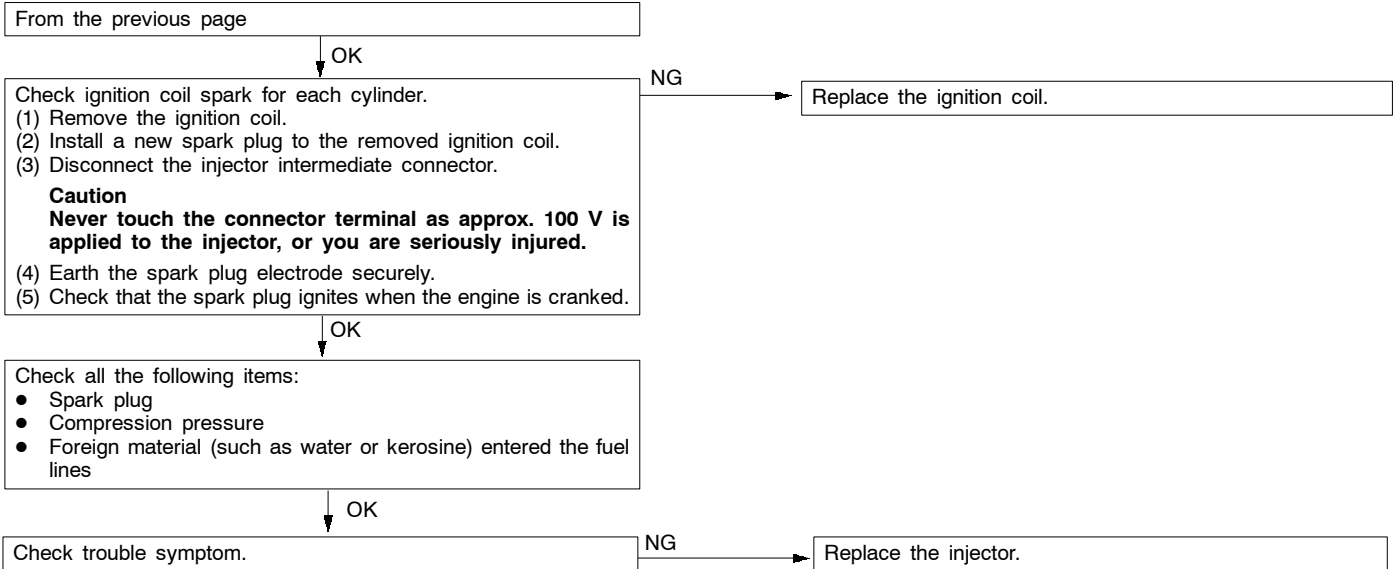 From the previous page
OK
Check ignition coil spark for each cylinder.
(1) Remove the ignition coil.
(2) Install a new spark plug to the removed ignition coil.
(3) Disconnect the injector intermediate connector.
Caution
Never touch the connector terminal as approx. 100 V is
applied to the injector, or you are seriously injured.
(4) Earth the spark plug electrode securely.
(5) Check that the spark plug ignites when the engine is cranked.
NG
Replace the ignition coil.
OK
Check all the following items:
● Spark plug
● Compression pressure
● Foreign material (such as water or kerosine) entered the fuel
lines
OK
Check trouble symptom.
NG
Replace the injector.